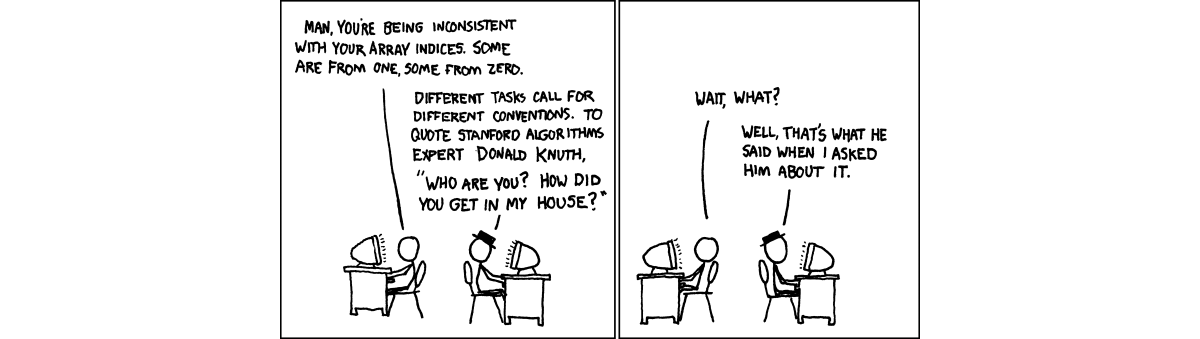 MAN, YOU'RE BEING INCONSISTENT
WITH YOUR ARRAY INDICES. SOME
ARE FROM ONE, SOME FROM ZERO.
DIFFERENT TASKS CALL FOR
DIFFERENT CONVENTIONS. TO
QUOTE STANFORD ALGORITHMS
EXPERT DONALD KNUTH,
"WHO ARE YOU? HOW DID
YOU GET IN MY HOUSE?"
WAIT, WHAT?
WELL, THAT'S WHAT HE
SAID WHEN I ASKED
HIM ABOUT IT.